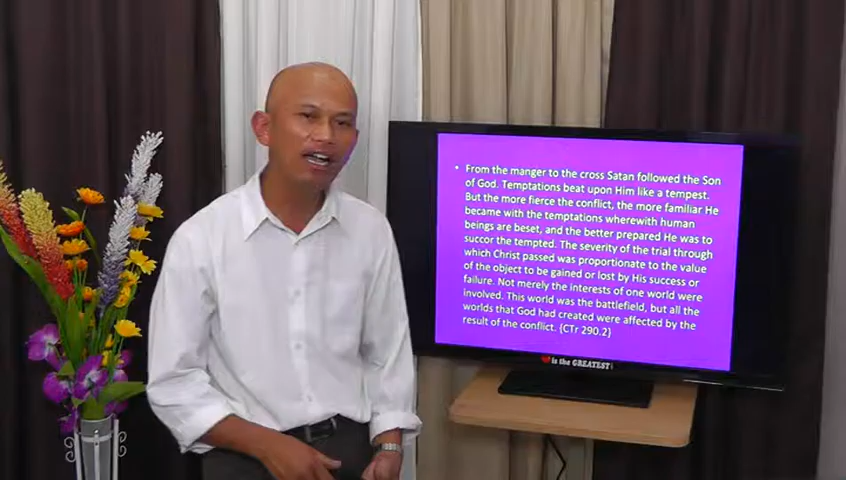 • From the manger to the cross Satan followed the Son
of God. Temptations beat upon Him like a tempest.
But the more fierce the conflict, the more familiar He
became with the temptations wherewith human
beings are beset, and the better prepared He was to
succor the tempted. The severity of the trial through
which Christ passed was proportionate to the value
of the object to be gained or lost by His success or
failure. Not merely the interests of one world were
involved. This world was the battlefield, but all the
worlds that God had created were affected by the
result of the conflict. {CTr 290.2}
is the GREATEST!